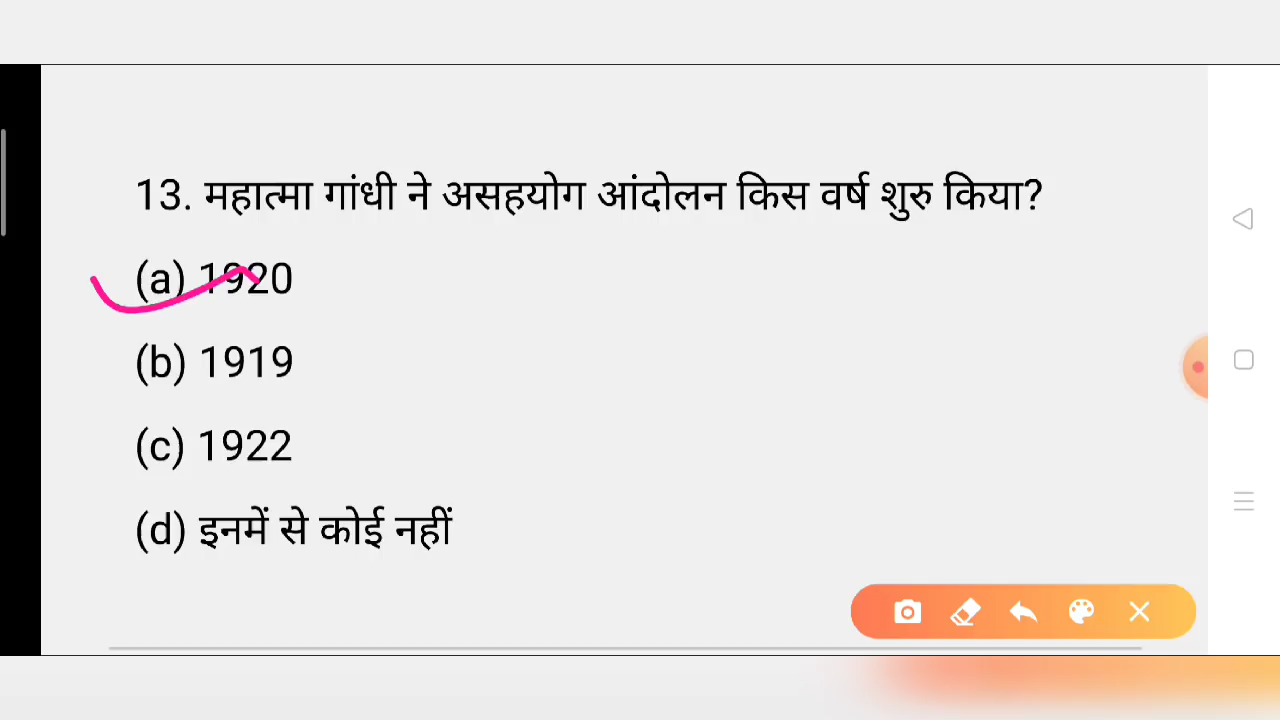 13. महात्मा गांधी ने असहयोग आंदोलन किस वर्ष शुरु किया?
(a) 1920
(b) 1919
(c) 1922
(d) इनमें से कोई नहीं